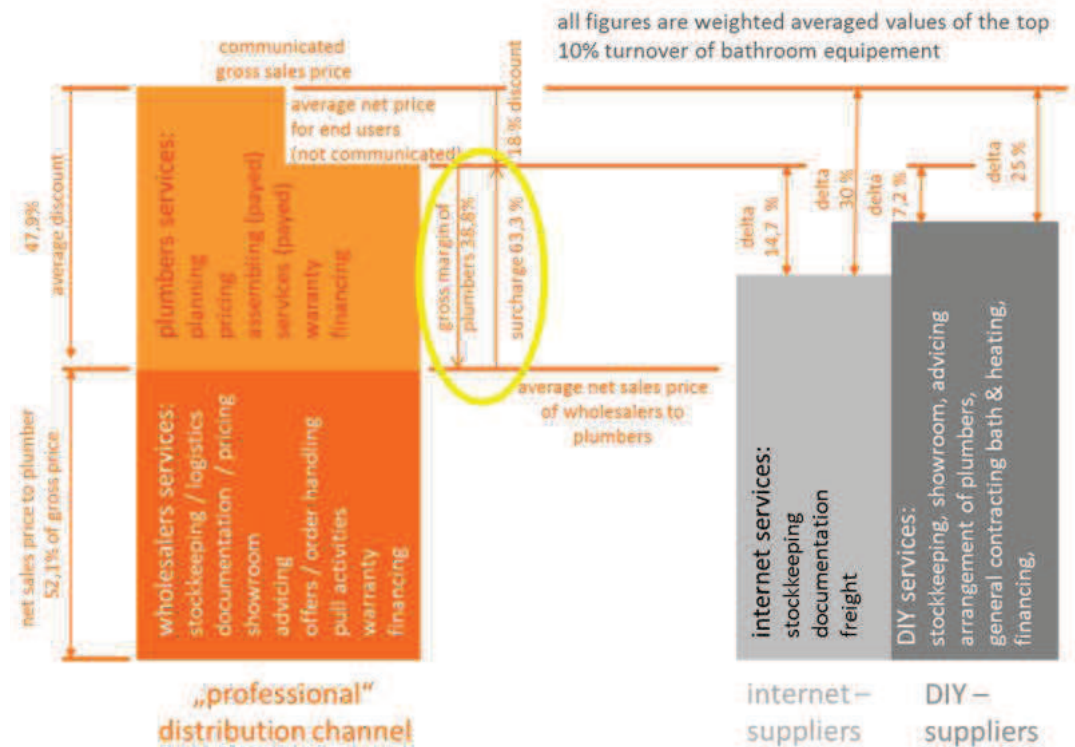 all figures are weighted averaged values of the top
10% turnover of bathroom equipement
communicated
gross sales price
average net price
for end users
(not communicated)
18 % discount
47,9%
average discount
plumbers services:
planning
pricing
assembling (payed)
services (payed)
warranty
financing
gross margin of
plumbers 38,8%
surcharge 63,3 %
delta
14,7 %
delta
30 %
delta
7,2 %
delta
25 %
average net sales price
of wholesalers to
plumbers
net sales price to plumber
52,1% of gross price
wholesalers services:
stockkeeping / logistics
documentation / pricing
showroom
advicing
offers / order handling
pull activities
warranty
financing
internet services:
stockkeeping
documentation
freight
DIY services:
stockkeeping, showroom, advicing
arrangement of plumbers,
general contracting bath & heating,
financing,
„professional“
distribution channel
internet –
suppliers
DIY –
suppliers